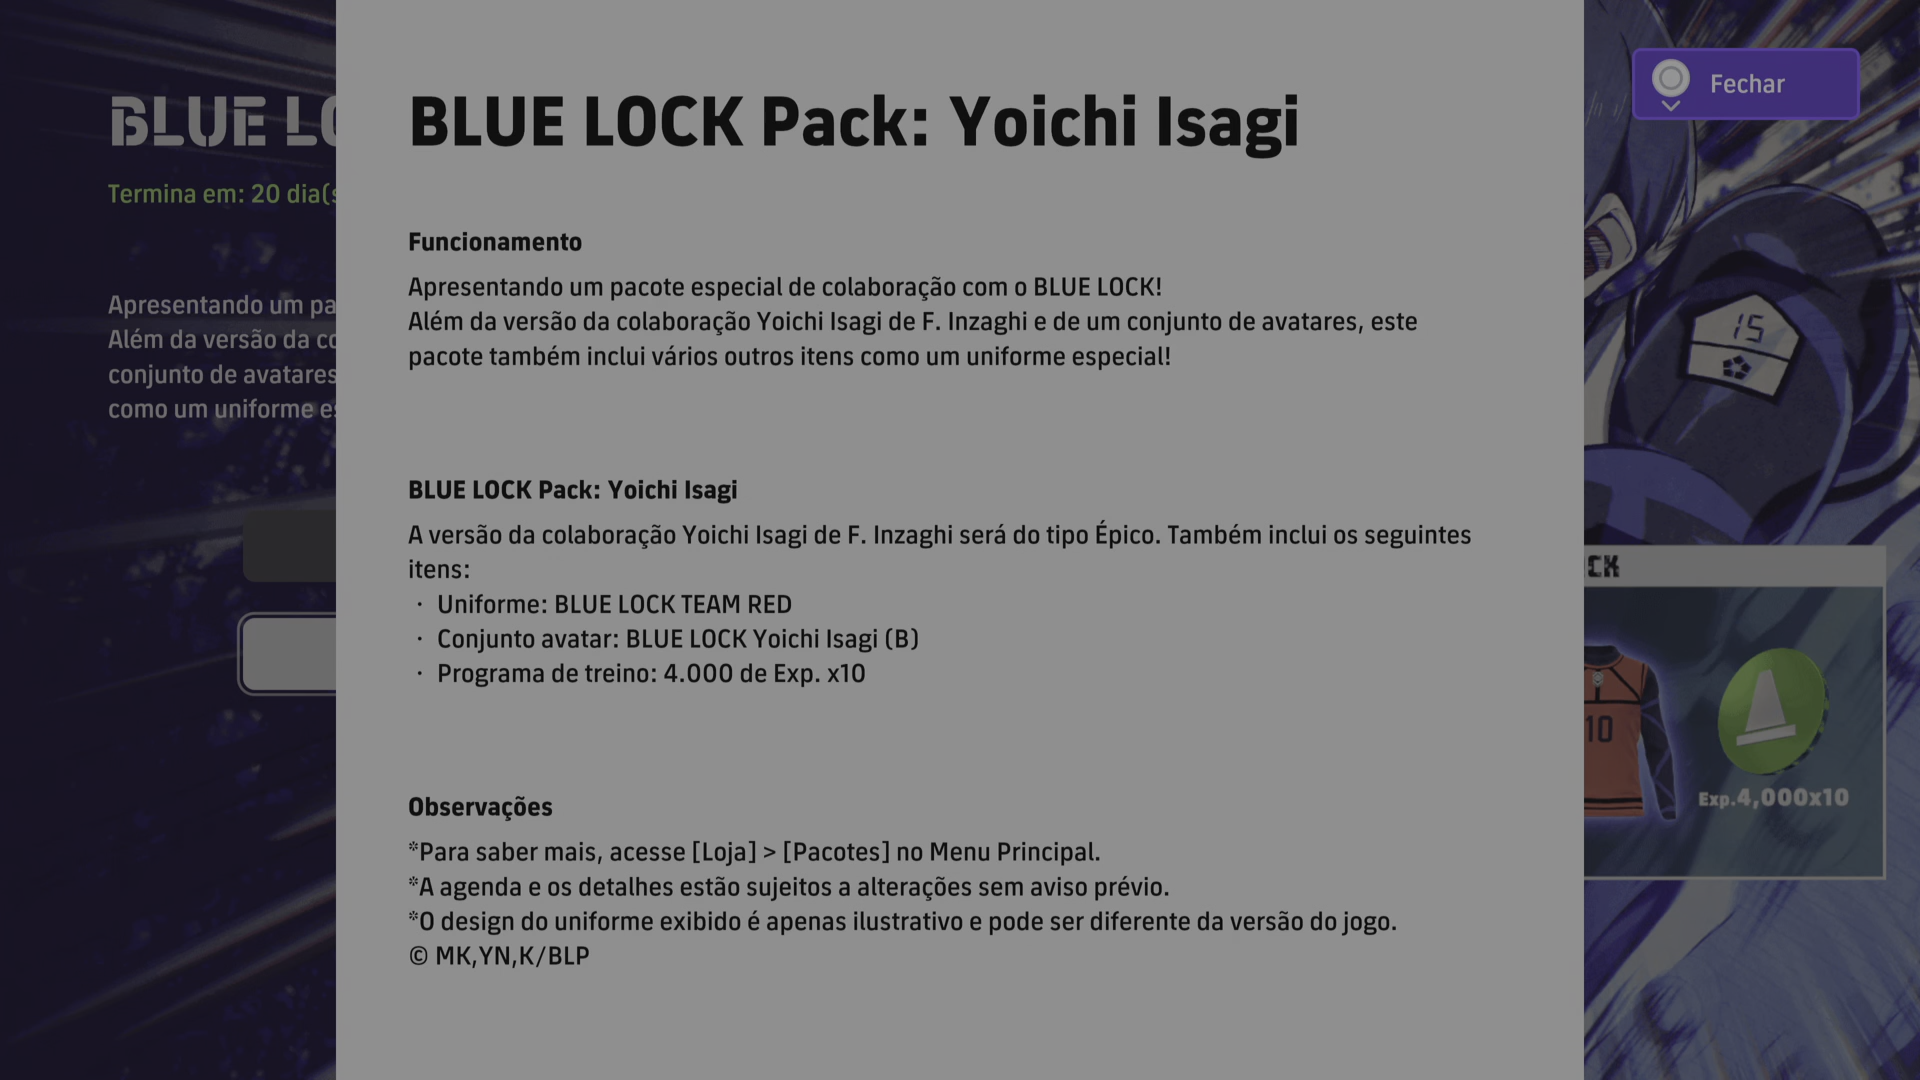 BLUE LO
Termina em: 20 dia(s
Apresentando um pa
Além da versão da co
conjunto de avatares
como um uniforme es
BLUE LOCK Pack: Yoichi Isagi
Funcionamento
Apresentando um pacote especial de colaboração com o BLUE LOCK!
Além da versão da colaboração Yoichi Isagi de F. Inzaghi e de um conjunto de avatares, este
pacote também inclui vários outros itens como um uniforme especial!
BLUE LOCK Pack: Yoichi Isagi
A versão da colaboração Yoichi Isagi de F. Inzaghi será do tipo Épico. Também inclui os seguintes
itens:
・ Uniforme: BLUE LOCK TEAM RED
・ Conjunto avatar: BLUE LOCK Yoichi Isagi (B)
・ Programa de treino: 4.000 de Exp. x10
Observações
*Para saber mais, acesse [Loja] > [Pacotes] no Menu Principal.
*A agenda e os detalhes estão sujeitos a alterações sem aviso prévio.
*O design do uniforme exibido é apenas ilustrativo e pode ser diferente da versão do jogo.
© MK,YN,K/BLP
Fechar
15
CK
10
Exp.4,000x10